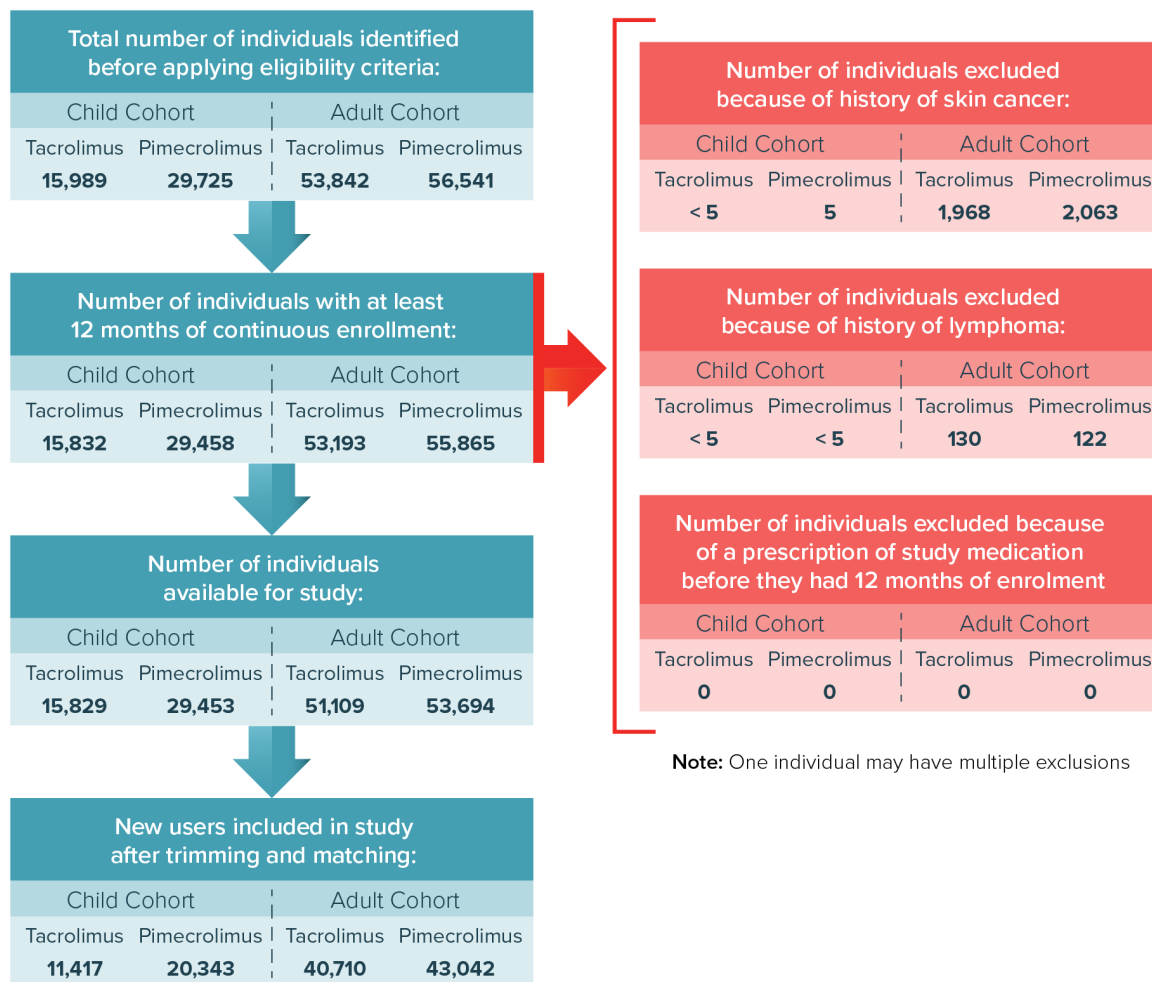 Total number of individuals identified
before applying eligibility criteria:
Child Cohort Adult Cohort
Tacrolimus Pimecrolimus Tacrolimus Pimecrolimus
15,989 29,725 53,842 56,541
Number of individuals with at least
12 months of continuous enrollment:
Child Cohort Adult Cohort
Tacrolimus Pimecrolimus Tacrolimus Pimecrolimus
15,832 29,458 53,193 55,865
Number of individuals
available for study:
Child Cohort Adult Cohort
Tacrolimus Pimecrolimus Tacrolimus Pimecrolimus
15,829 29,453 51,109 53,694
New users included in study
after trimming and matching:
Child Cohort Adult Cohort
Tacrolimus Pimecrolimus Tacrolimus Pimecrolimus
11,417 20,343 40,710 43,042
Number of individuals excluded
because of history of skin cancer:
Child Cohort Adult Cohort
Tacrolimus Pimecrolimus Tacrolimus Pimecrolimus
< 5 5 1,968 2,063
Number of individuals excluded
because of history of lymphoma:
Child Cohort Adult Cohort
Tacrolimus Pimecrolimus Tacrolimus Pimecrolimus
< 5 < 5 130 122
Number of individuals excluded because
of a prescription of study medication
before they had 12 months of enrolment
Child Cohort Adult Cohort
Tacrolimus Pimecrolimus Tacrolimus Pimecrolimus
0 0 0 0
Note: One individual may have multiple exclusions